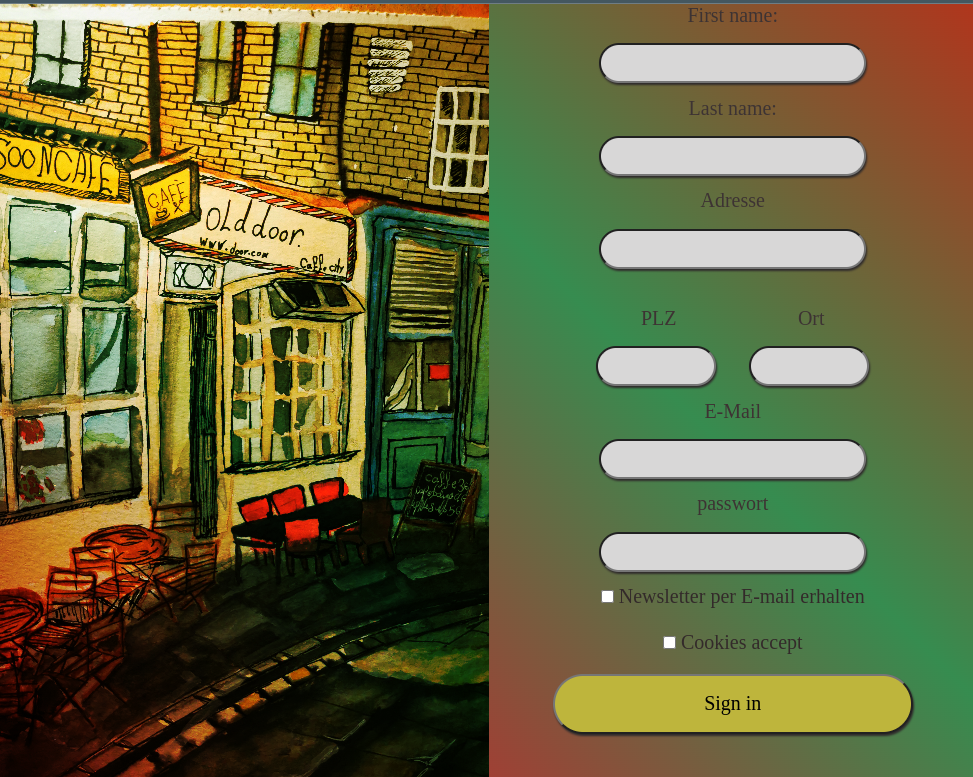 SOON CAFE
CAFE
OLd door.
www.door.com
Caffe city
First name:
Last name:
Adresse
PLZ
Ort
E-Mail
passwort
Newsletter per E-mail erhalten
Cookies accept
Sign in